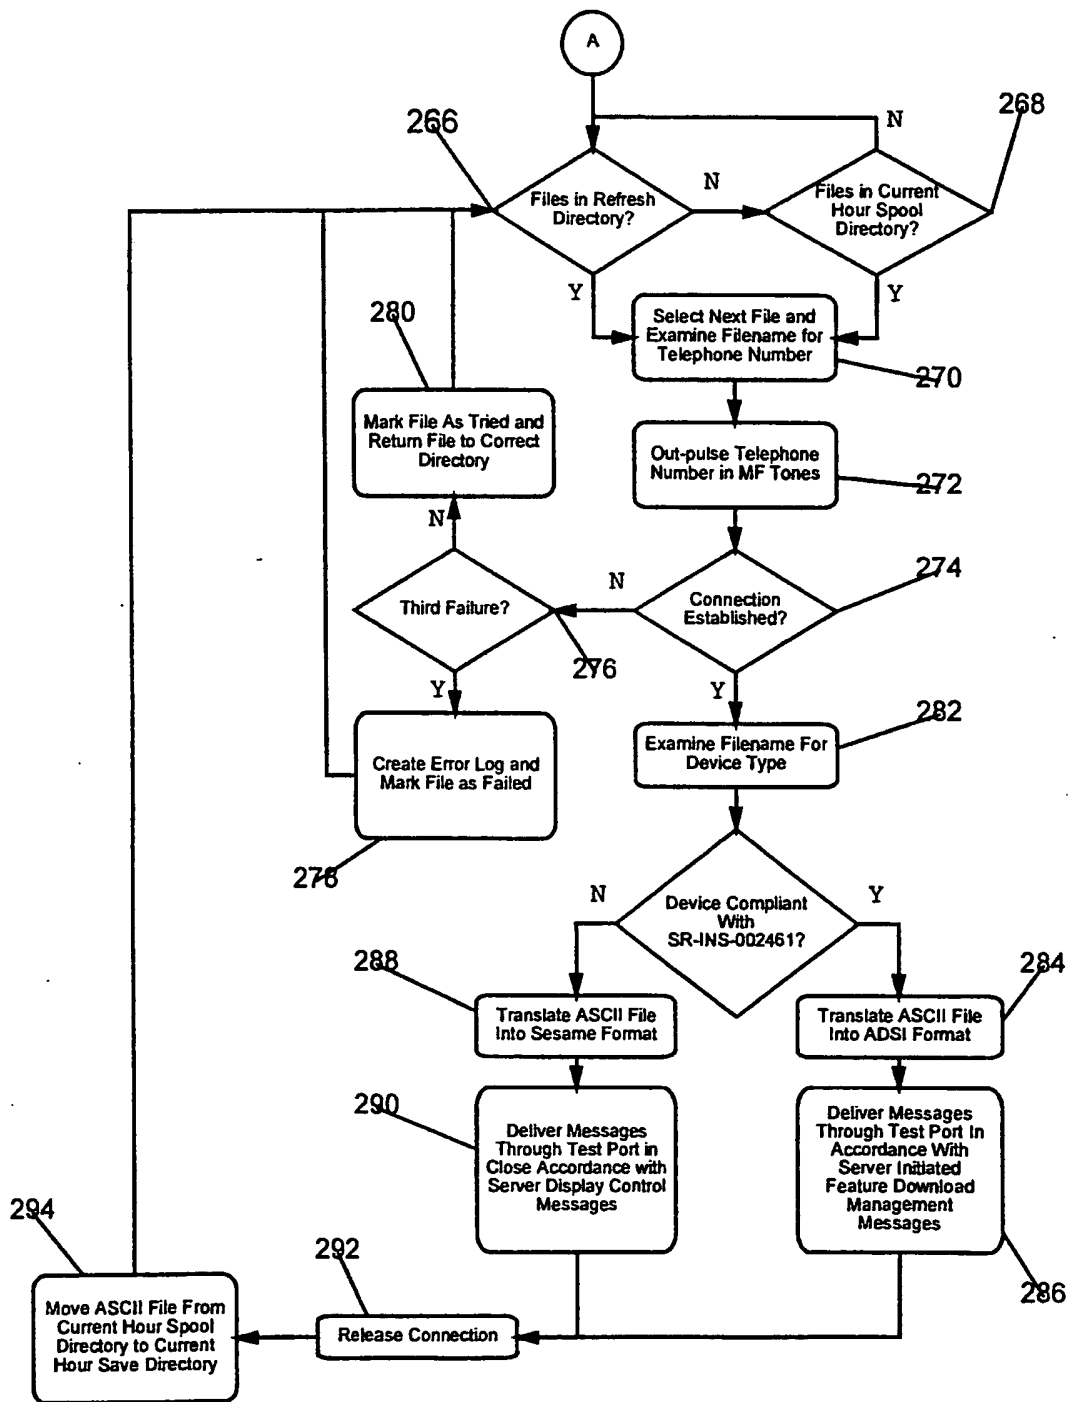 A
266
268
N
Files in Refresh
Directory?
N
Files in Current
Hour Spool
Directory?
Y
Y
280
Select Next File and
Examine Filename for
Telephone Number
270
Mark File As Tried and
Return File to Correct
Directory
Out-pulse Telephone
Number in MF Tones
272
N
274
Third Failure?
N
Connection
Established?
276
Y
Y
282
Create Error Log and
Mark File as Failed
Examine Filename For
Device Type
278
N
Y
Device Compliant
With
SR-INS-002461?
288
284
Translate ASCII File
Into Sesame Format
Translate ASCII File
Into ADSI Format
290
Deliver Messages
Through Test Port in
Close Accordance with
Server Display Control
Messages
Deliver Messages
Through Test Port In
Accordance With
Server Initiated
Feature Download
Management
Messages
294
292
286
Move ASCII File From
Current Hour Spool
Directory to Current
Hour Save Directory
Release Connection